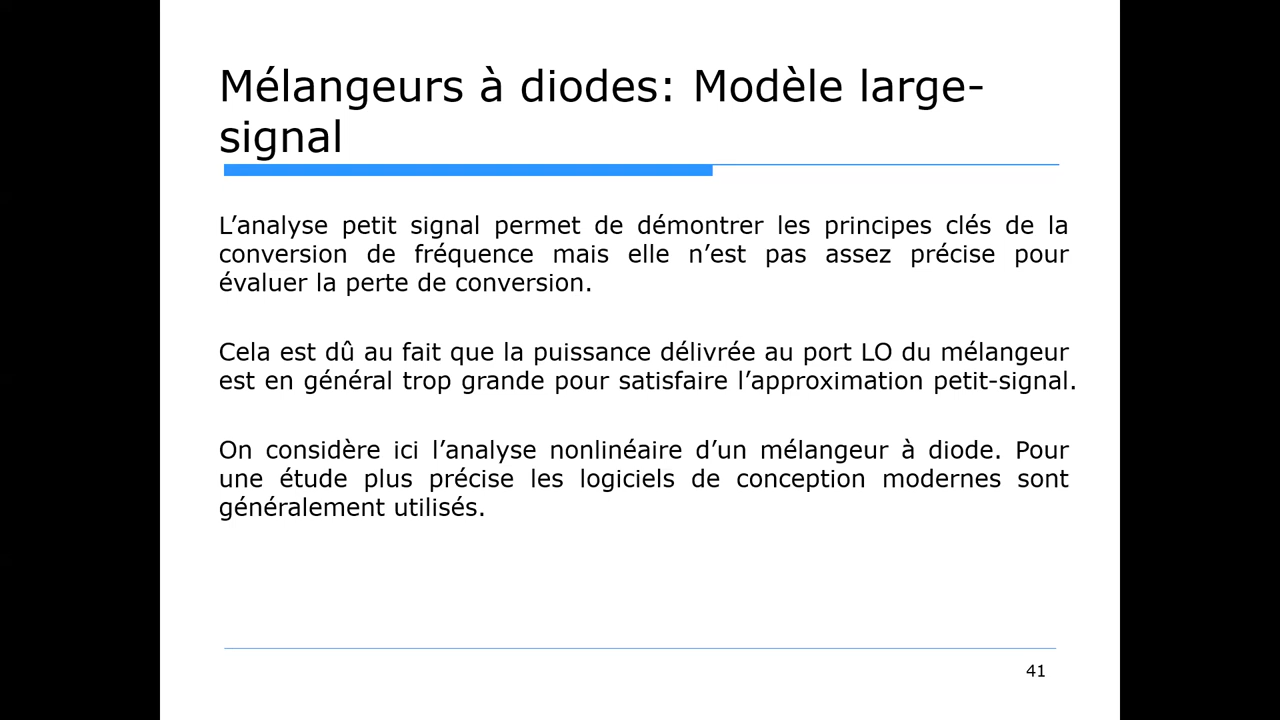 Mélangeurs à diodes: Modèle large-
signal
L’analyse petit signal permet de démontrer les principes clés de la
conversion de fréquence mais elle n’est pas assez précise pour
évaluer la perte de conversion.
Cela est dû au fait que la puissance délivrée au port LO du mélangeur
est en général trop grande pour satisfaire l’approximation petit-signal.
On considère ici l’analyse nonlinéaire d’un mélangeur à diode. Pour
une étude plus précise les logiciels de conception modernes sont
généralement utilisés.
41